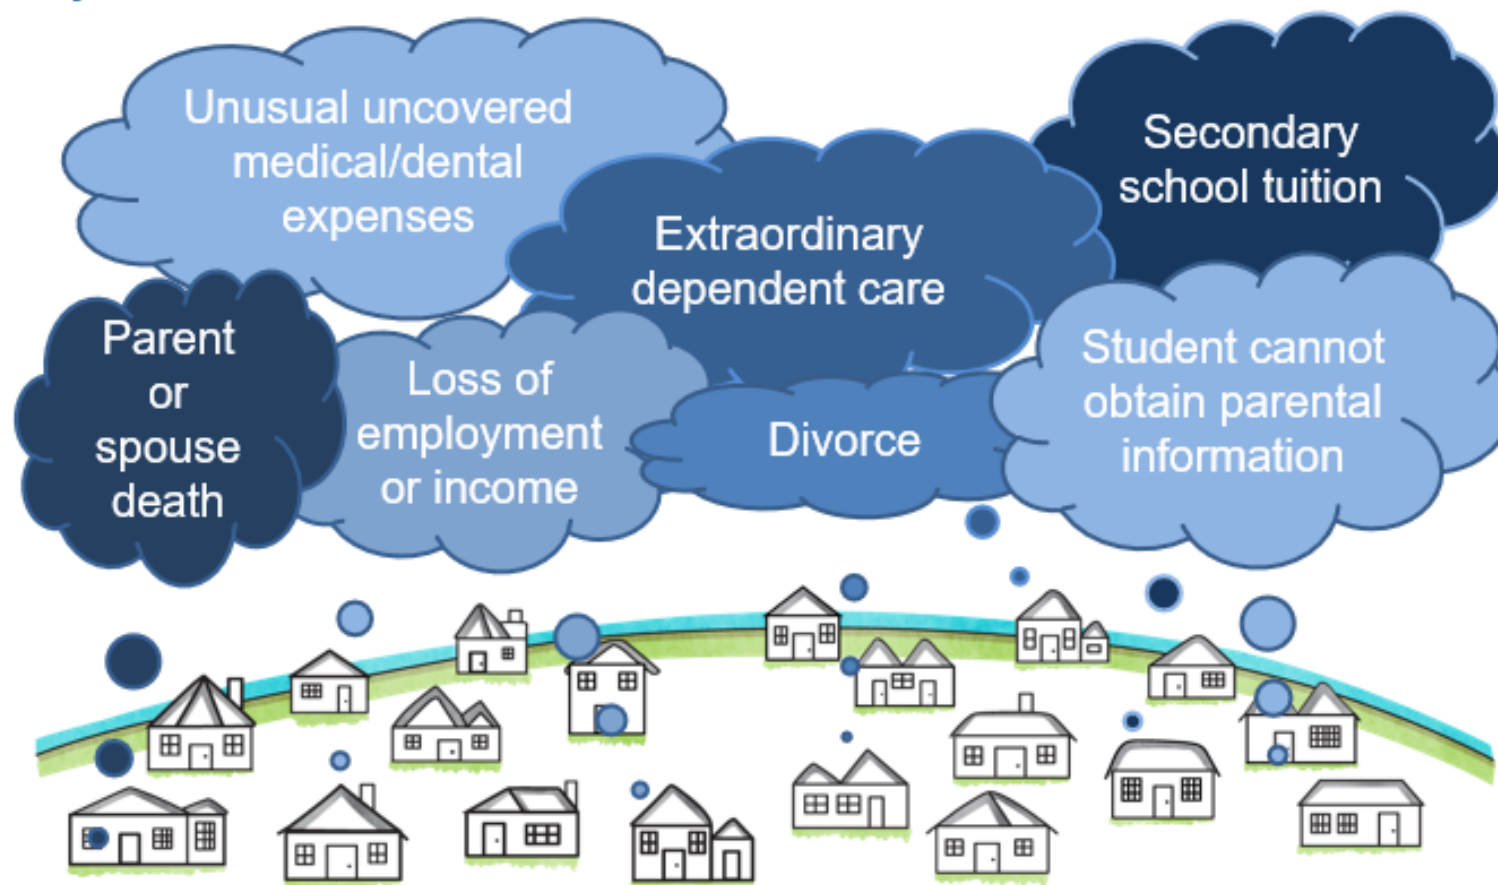 Unusual uncovered
medical/dental
expenses
Extraordinary
dependent care
Secondary
school tuition
Parent
or
spouse
death
Loss of
employment
or income
Divorce
Student cannot
obtain parental
information